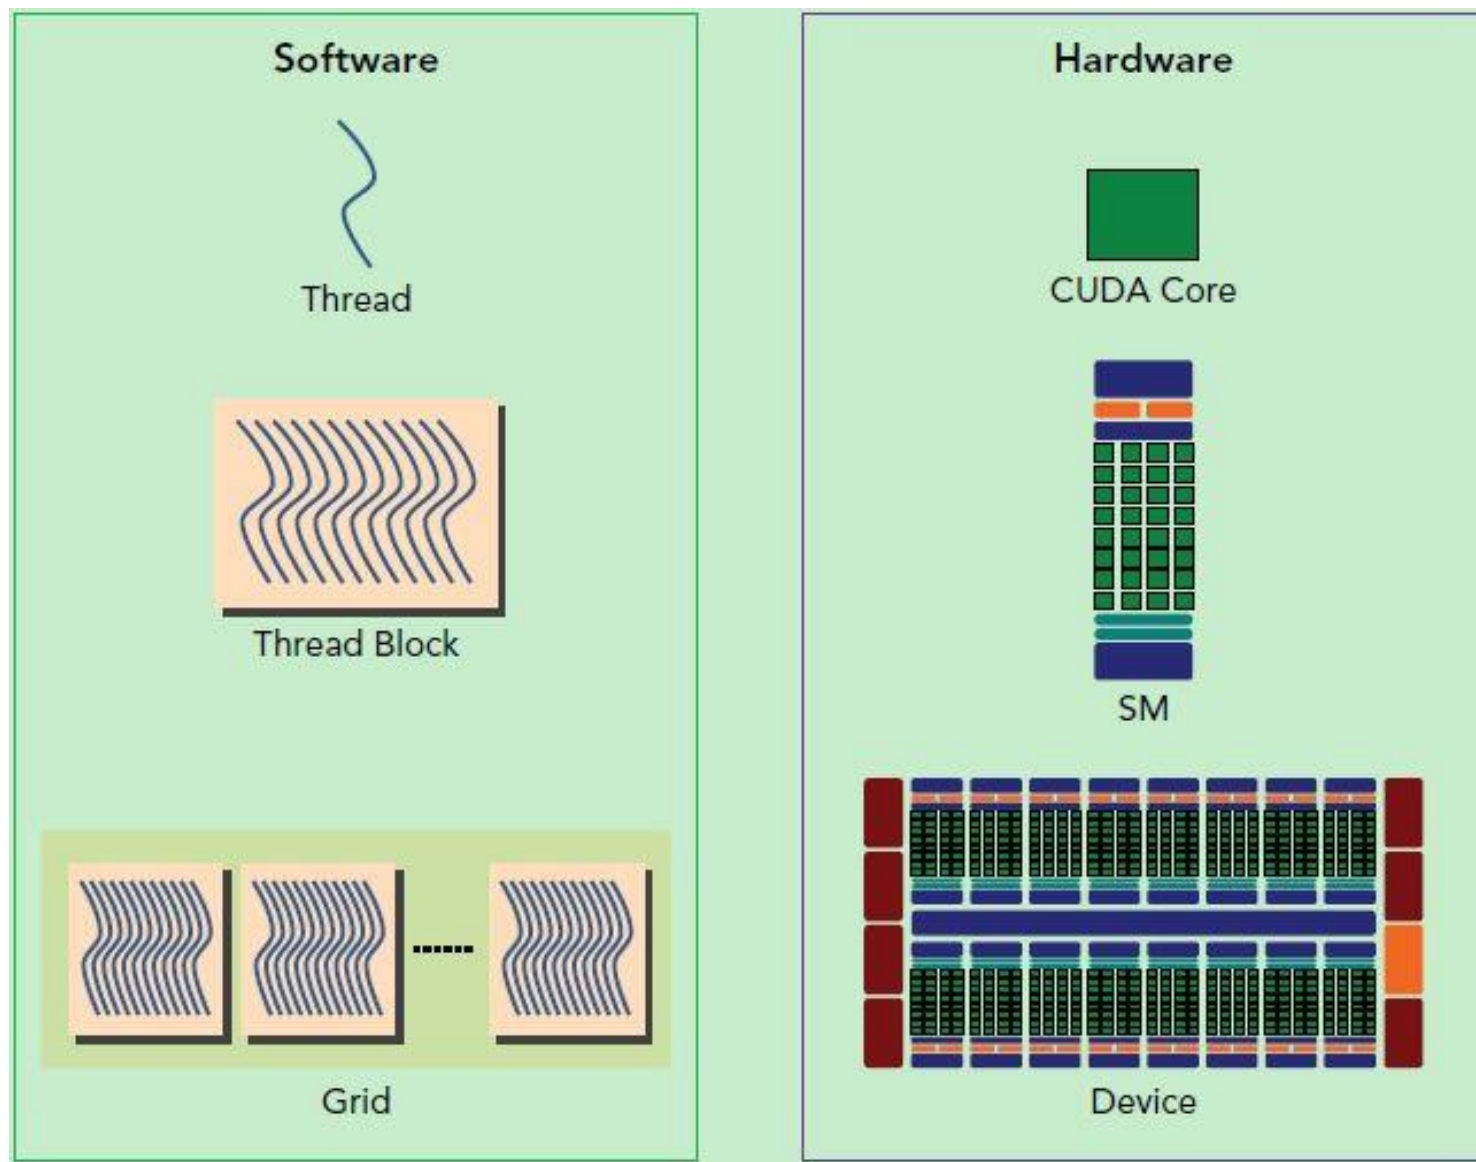 Software
Thread
Thread Block
Grid
Hardware
CUDA Core
SM
Device